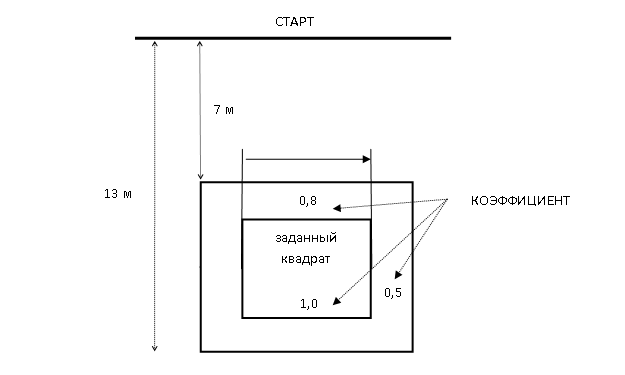 СТАРТ
7 м
13 м
0,8
КОЭФФИЦИЕНТ
заданный
квадрат
1,0
0,5